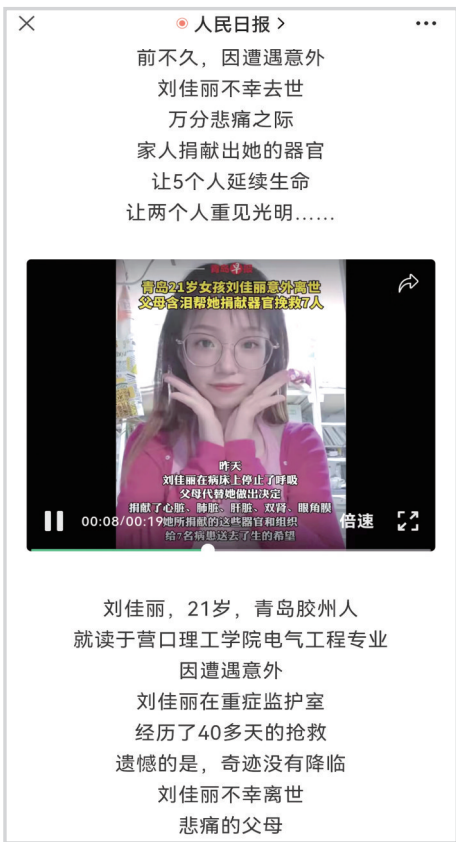 人民日报
前不久，因遭遇意外
刘佳丽不幸去世
万分悲痛之际
家人捐献出她的器官
让5个人延续生命
让两个人重见光明……
青岛21岁女孩刘佳丽意外离世
父母含泪帮她捐献器官挽救7人
昨天
刘佳丽在病床上停止了呼吸
父母代替她做出决定
捐献了心脏、肺脏、肝脏、双肾、眼角膜
00:08/00:19 她所捐献的这些器官和组织 倍速
给7名病患送去了生的希望
刘佳丽，21岁，青岛胶州人
就读于营口理工学院电气工程专业
因遭遇意外
刘佳丽在重症监护室
经历了40多天的抢救
遗憾的是，奇迹没有降临
刘佳丽不幸离世
悲痛的父母